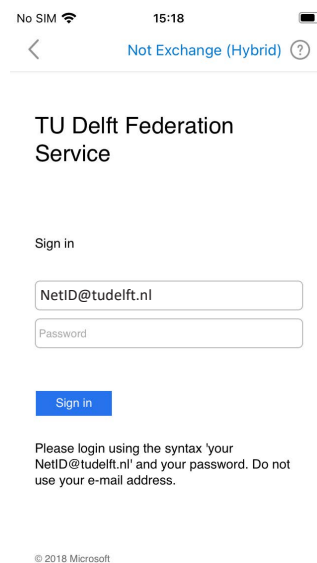 No SIM 15:18
Not Exchange (Hybrid) ?
TU Delft Federation
Service
Sign in
NetID@tudelft.nl
Password
Sign in
Please login using the syntax 'your
NetID@tudelft.nl' and your password. Do not
use your e-mail address.
© 2018 Microsoft